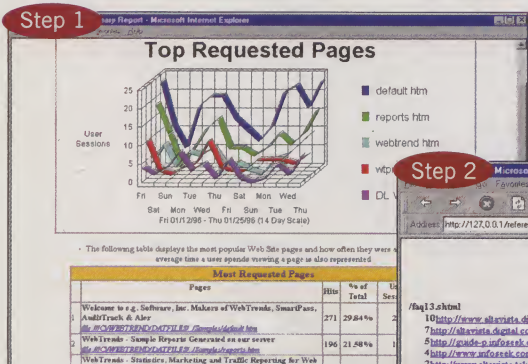 Step 1
Report - Microsoft Internet Explorer
Top Requested Pages
25
20
15
10
5
0
User
Sessions
default htm
reports htm
webtrend htm
Fri Sun Tue Thu Sat Mon Wed
Sat Mon Wed Fri Sun Tue Thu
Fri 01/12/96 - Thu 01/25/96 (14 Day Scale)
Step 2
Address http://127.0.0.1/refere
The following table displays the most popular Web Site pages and how often they were
average time a user spends viewing a page is also represented
Most Requested Pages
Pages
Hits
% of
Total
1
Welcome to e.g. Software, Inc. Makers of WebTrends, SmartPass,
AuditTrack & Aler
271
29.84%
2
WebTrends - Sample Reports Generated on our server
196
21.58%
WebTrends - Statistics, Marketing and Traffic Reporting for Web
/faq13.shtml
10http://www.altavista.di
7http://altavista.digital.co
5http://guide-p.infoseek.c
4http://www.infoseek